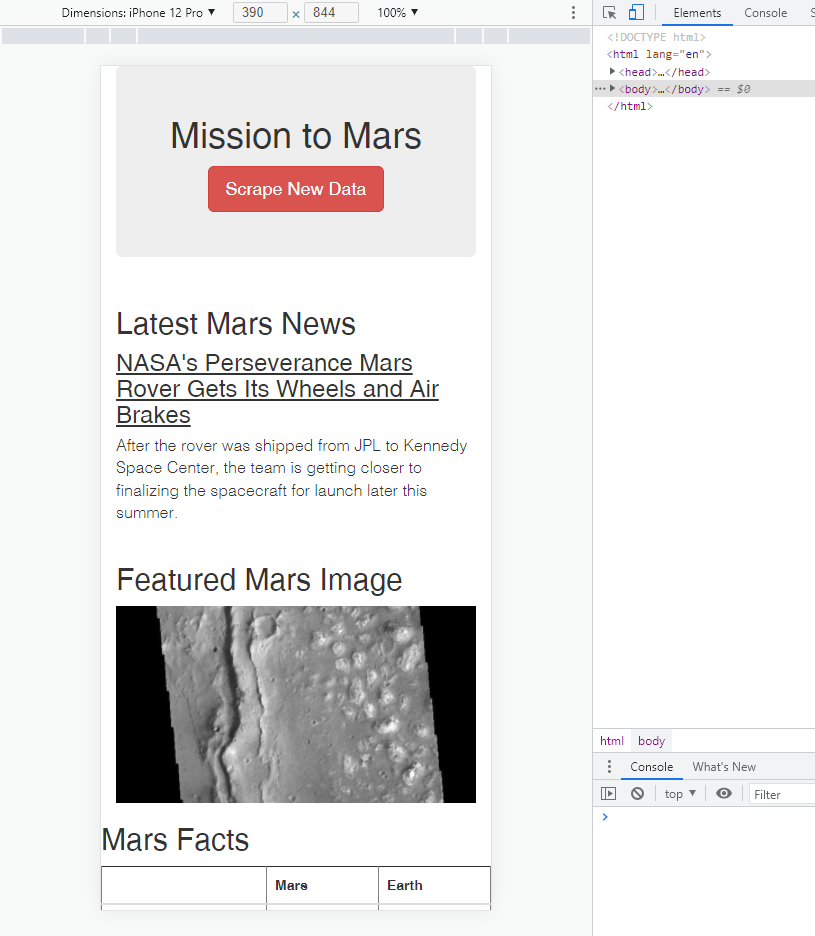 Dimensions: iPhone 12 Pro ▼ 390 × 844 100% ▼
Elements Console S
<!DOCTYPE html>
<html lang="en">
▶<head>…</head>
···▶<body>…</body> == $0
</html>
Mission to Mars
Scrape New Data
Latest Mars News
NASA's Perseverance Mars
Rover Gets Its Wheels and Air
Brakes
After the rover was shipped from JPL to Kennedy
Space Center, the team is getting closer to
finalizing the spacecraft for launch later this
summer.
Featured Mars Image
Mars Facts
Mars Earth
html body
Console What's New
top ▼ Filter
>